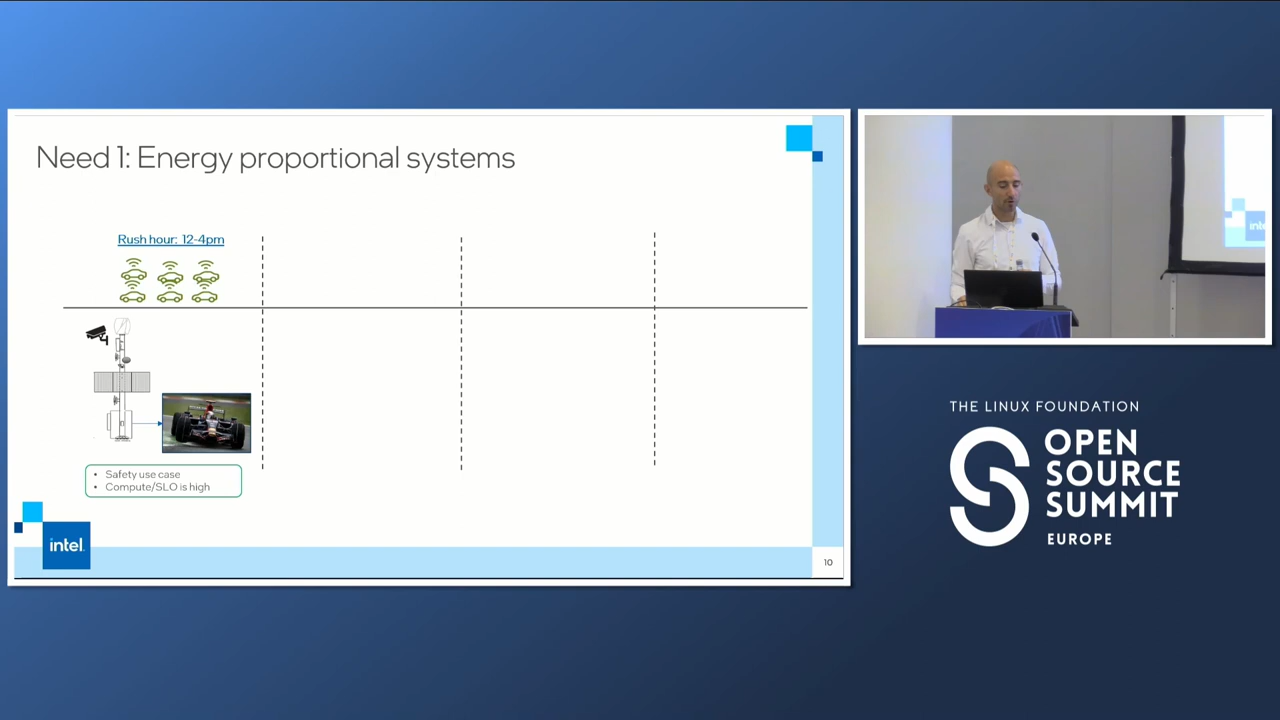 Need 1: Energy proportional systems
Rush hour: 12-4pm
• Safety use case
• Compute/SLO is high
intel.
10
THE LINUX FOUNDATION
OPEN
SOURCE
SUMMIT
EUROPE